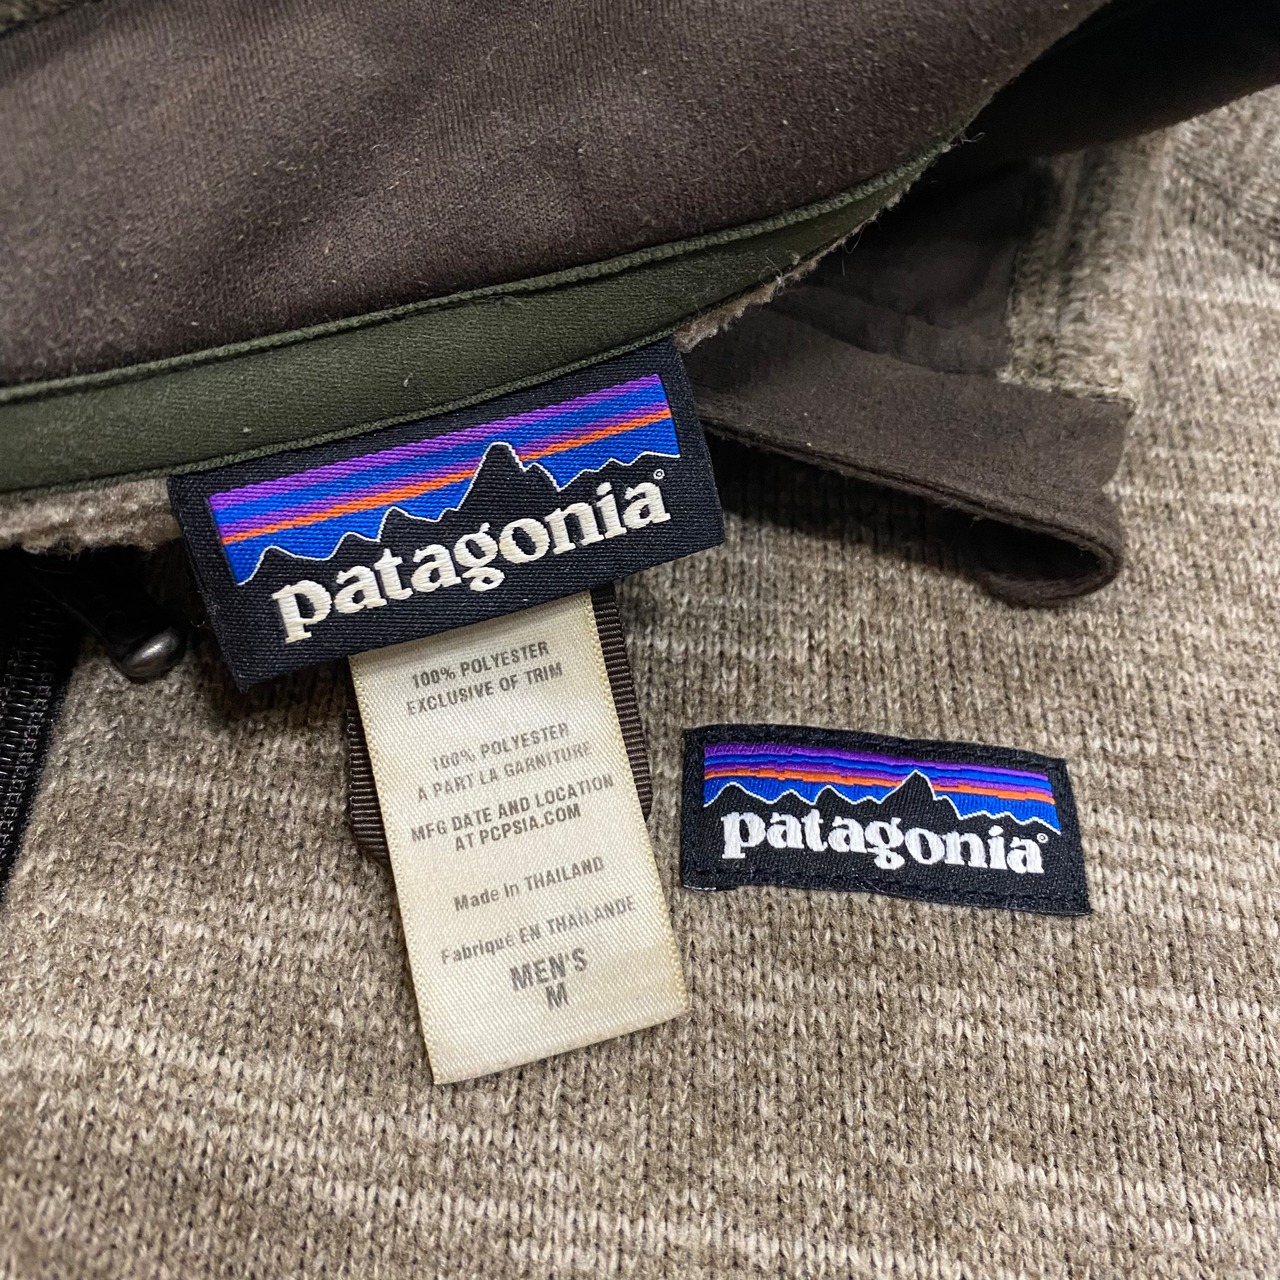 patagonia®
100% POLYESTER
EXCLUSIVE OF TRIM
100% POLYESTER
A PART LA GARNITURE
MFG DATE AND LOCATION
AT PCPSIA.COM
Made In THAILAND
Fabriqué EN THAÏLANDE
MEN'S
M
patagonia®